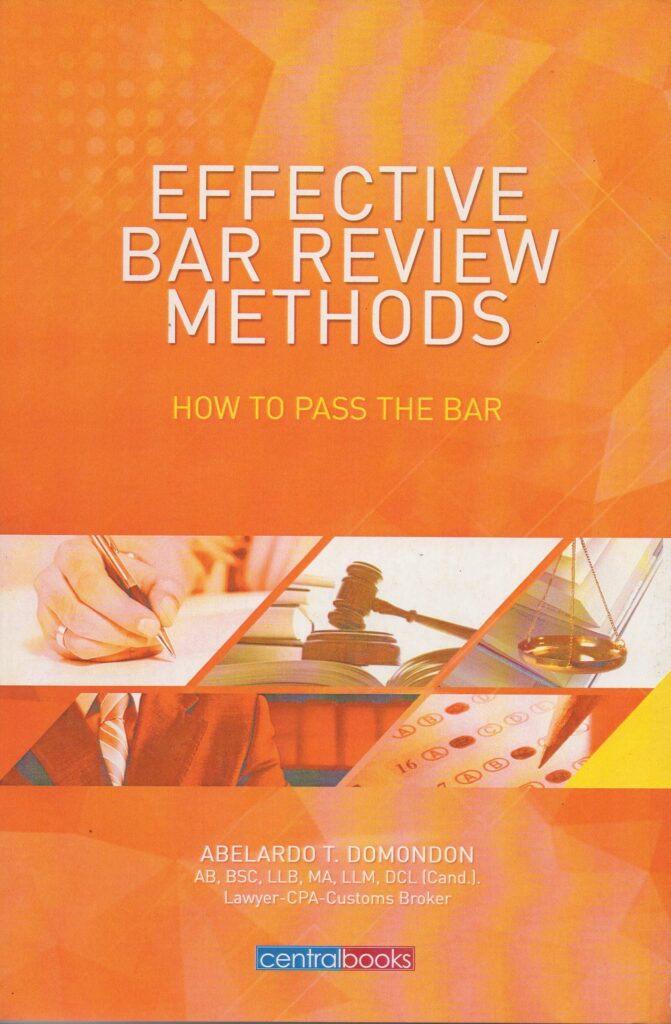 EFFECTIVE
BAR REVIEW
METHODS
HOW TO PASS THE BAR
A B
16 A
A B
ABELARDO T. DOMONDON
AB, BSC, LLB, MA, LLM, DCL (Cand.).
Lawyer-CPA-Customs Broker
centralbooks